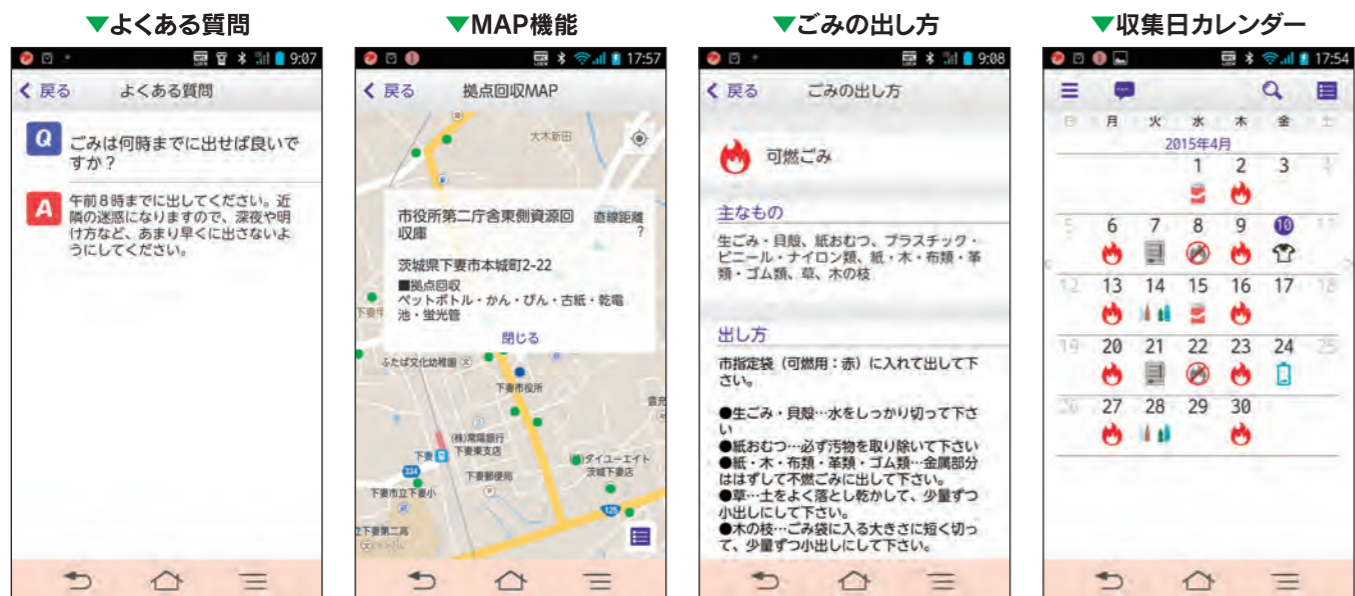 ▼よくある質問
9:07
戻る
よくある質問
Q
ごみは何時までに出せば良いで
すか？
A
午前8時までに出してください。近
隣の迷惑になりますので、深夜や明
け方など、あまり早くに出さないよ
うにしてください。
▼MAP機能
17:57
戻る
拠点回収MAP
大木新田
市役所第二庁舎東側資源回
収庫
直線距離
?
茨城県下妻市本城町2-22
■拠点回収
ペットボトル・かん・びん・古紙・乾電
池・蛍光管
閉じる
ふたば文化幼稚園
下妻市役所
(株)常陽銀行
下妻東支店
下妻
ダイユーエイト
茨城下妻店
334
下妻郵便局
下妻市立下妻小
125
下妻第二高
▼ごみの出し方
9:08
戻る
ごみの出し方
可燃ごみ
主なもの
生ごみ・貝殻、紙おむつ、プラスチック・
ビニール・ナイロン類、紙・木・布類・革
類・ゴム類、草、木の枝
出し方
市指定袋（可燃用：赤）に入れて出して下
さい。
●生ごみ・貝殻…水をしっかり切って下さ
い
●紙おむつ…必ず汚物を取り除いて下さい
●紙・木・布類・革類・ゴム類…金属部分
ははずして不燃ごみに出して下さい。
●草…土をよく落とし乾かして、少量ずつ
小出しにして下さい。
●木の枝…ごみ袋に入る大きさに短く切っ
て、少量ずつ小出しにして下さい。
▼収集日カレンダー
17:54
日 月 火 水 木 金 土
2015年4月
1 2 3 4
5 6 7 8 9 10 11
12 13 14 15 16 17 18
19 20 21 22 23 24 25
26 27 28 29 30